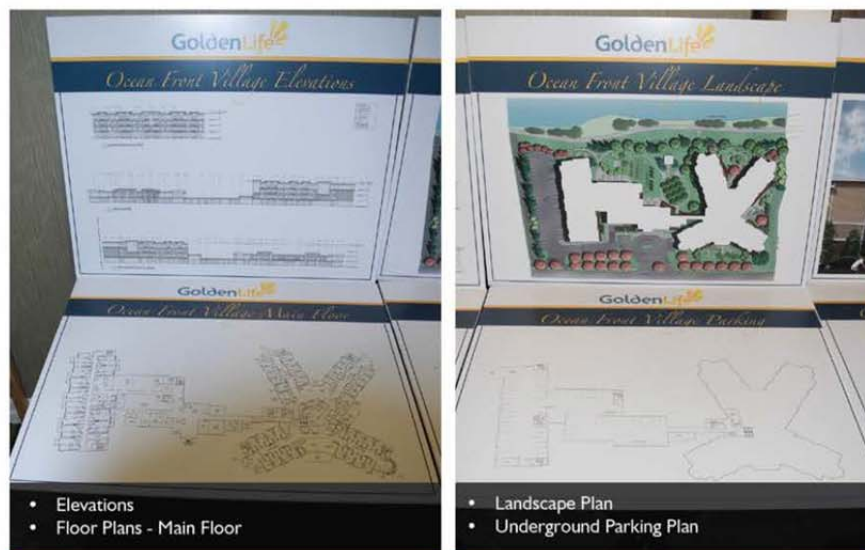 GoldenLife
Ocean Front Village Elevations
GoldenLife
Ocean Front Village Main Floor
• Elevations
• Floor Plans - Main Floor
GoldenLife
Ocean Front Village Landscape
GoldenLife
Ocean Front Village Parking
• Landscape Plan
• Underground Parking Plan